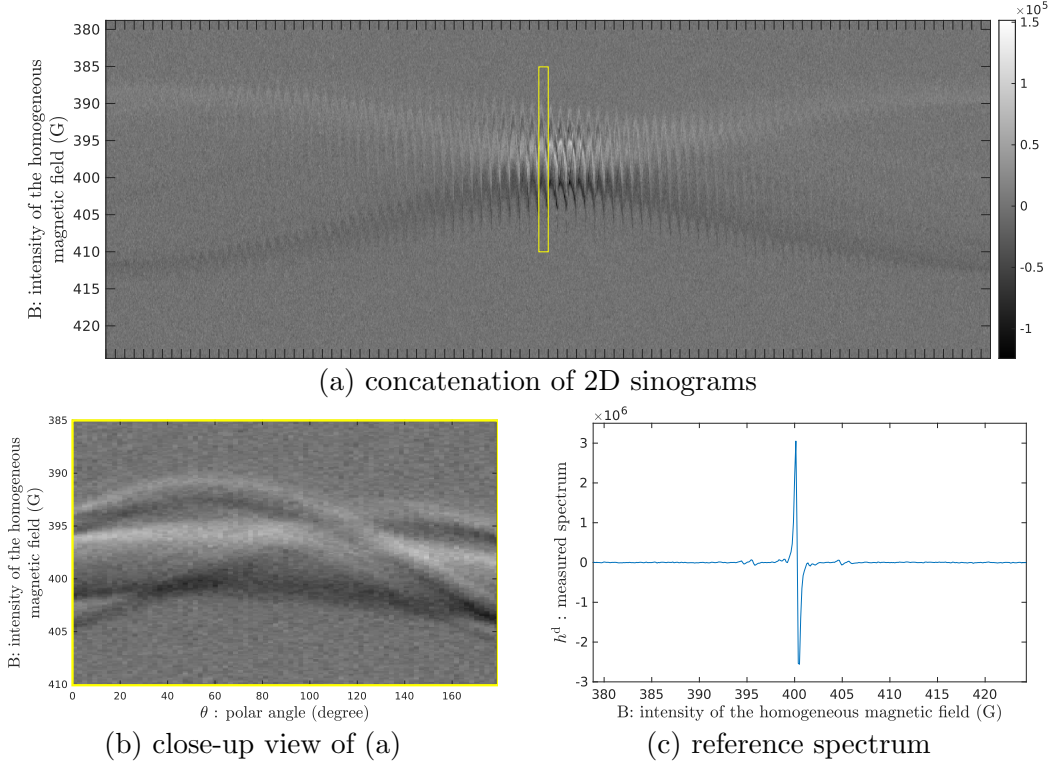 ×10⁵
380
385
390
395
400
405
410
415
420
1.5
1
0.5
0
-0.5
-1
B: intensity of the homogeneous
magnetic field (G)
(a) concatenation of 2D sinograms
385
390
395
400
405
410
0 20 40 60 80 100 120 140 160
B: intensity of the homogeneous
magnetic field (G)
θ : polar angle (degree)
(b) close-up view of (a)
×10⁶
3
2
1
0
-1
-2
-3
380 385 390 395 400 405 410 415 420
hᵈ : measured spectrum
B: intensity of the homogeneous magnetic field (G)
(c) reference spectrum